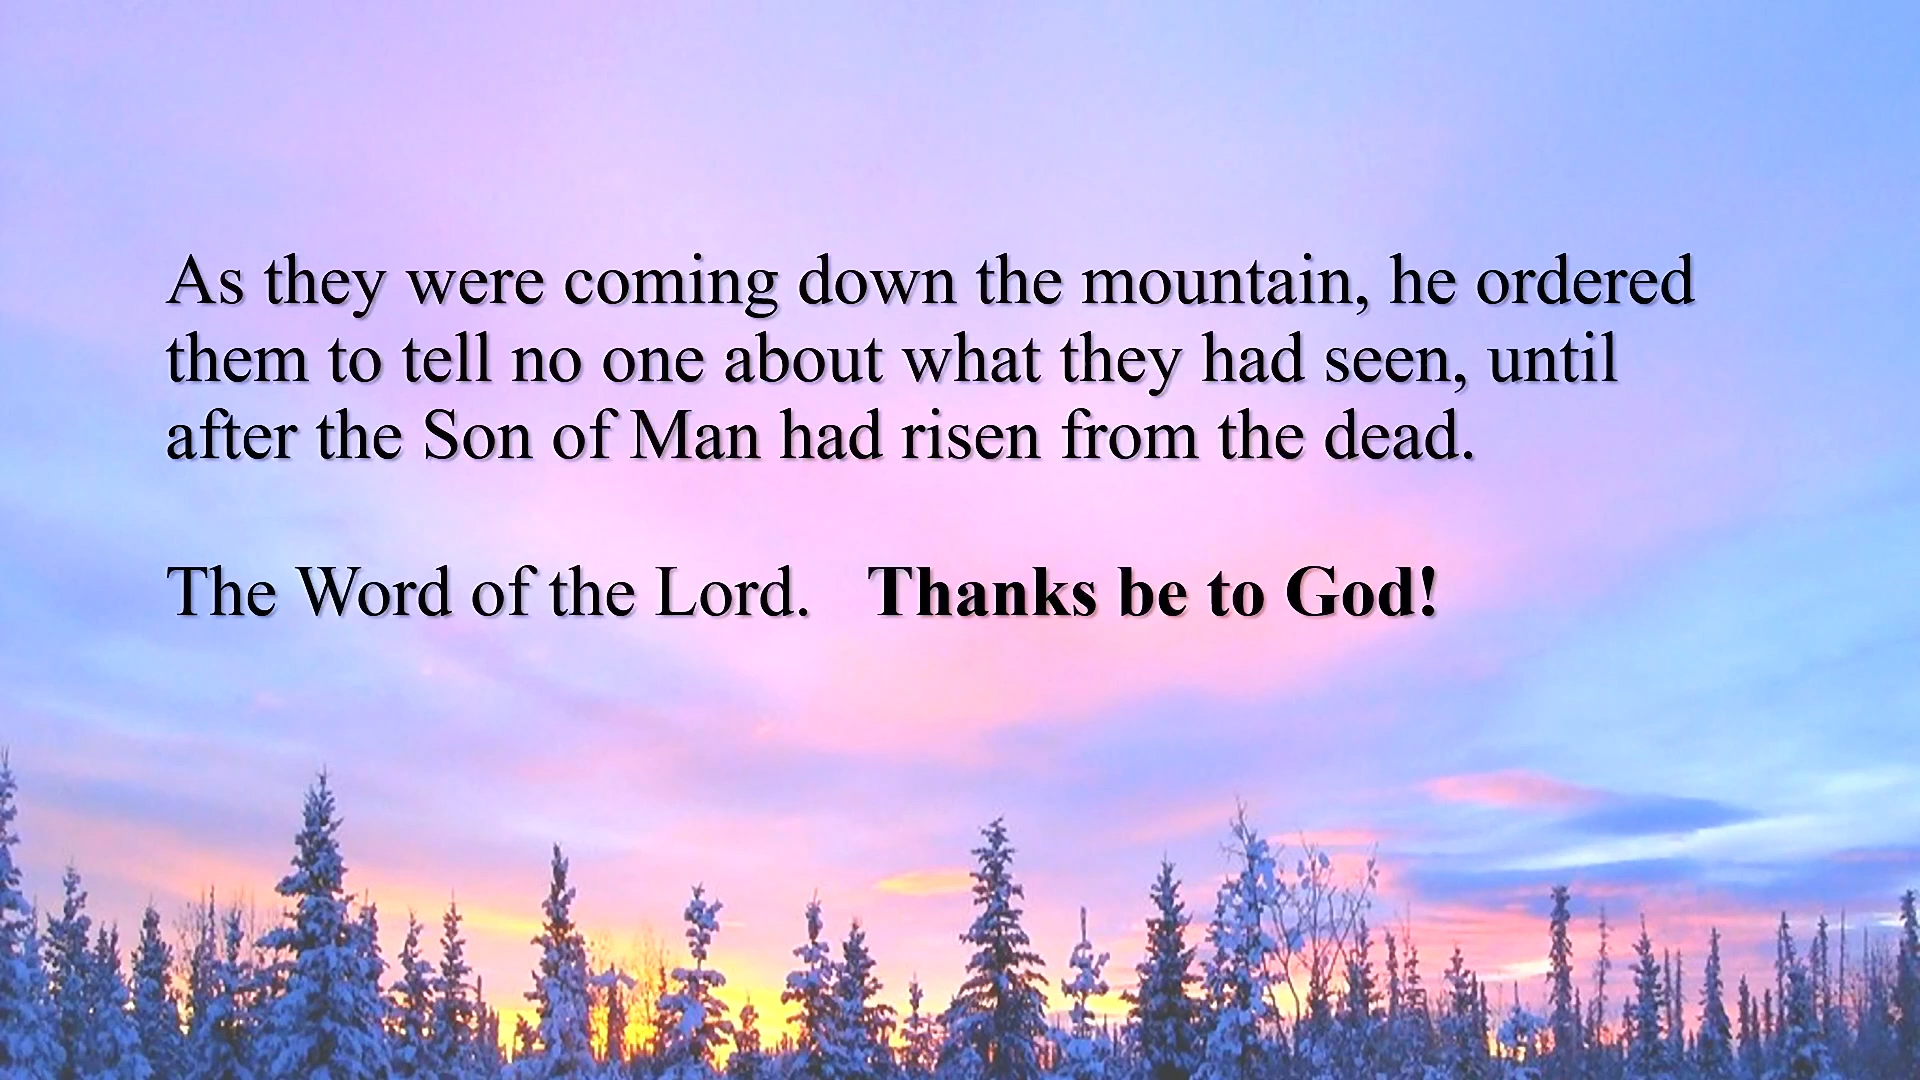 As they were coming down the mountain, he ordered
them to tell no one about what they had seen, until
after the Son of Man had risen from the dead.
The Word of the Lord. Thanks be to God!